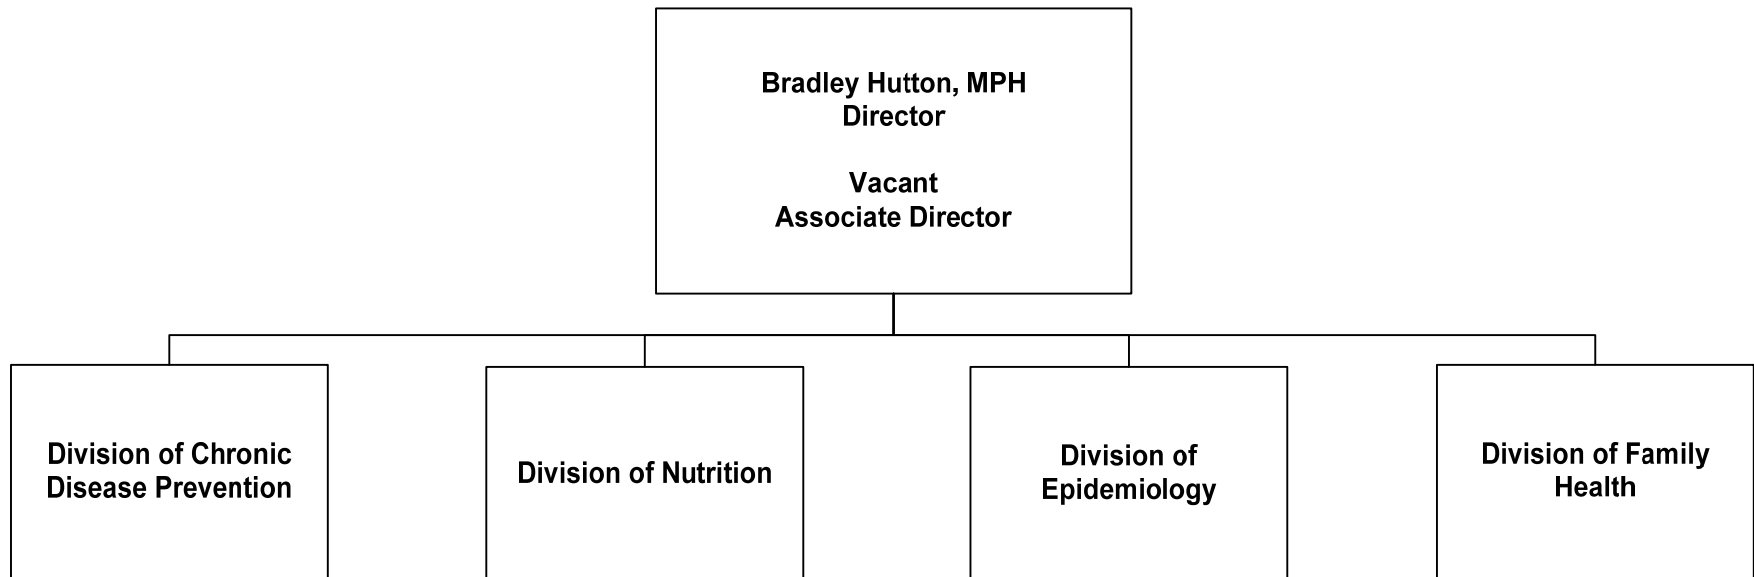 Bradley Hutton, MPH
Director
Vacant
Associate Director
Division of Chronic
Disease Prevention
Division of Nutrition
Division of
Epidemiology
Division of Family
Health